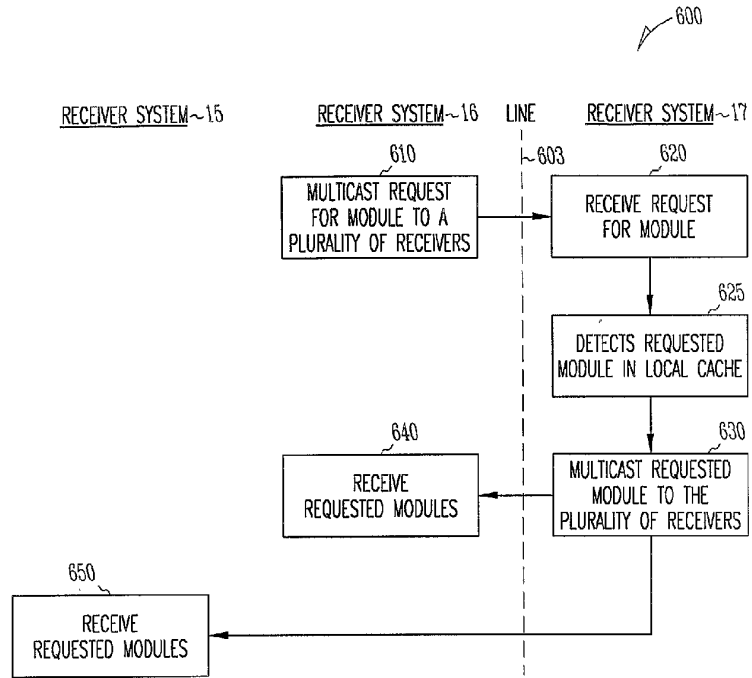 600
RECEIVER SYSTEM~15 RECEIVER SYSTEM~16 LINE RECEIVER SYSTEM~17
603
610
MULTICAST REQUEST
FOR MODULE TO A
PLURALITY OF RECEIVERS
620
RECEIVE REQUEST
FOR MODULE
625
DETECTS REQUESTED
MODULE IN LOCAL CACHE
630
MULTICAST REQUESTED
MODULE TO THE
PLURALITY OF RECEIVERS
640
RECEIVE
REQUESTED MODULES
650
RECEIVE
REQUESTED MODULES